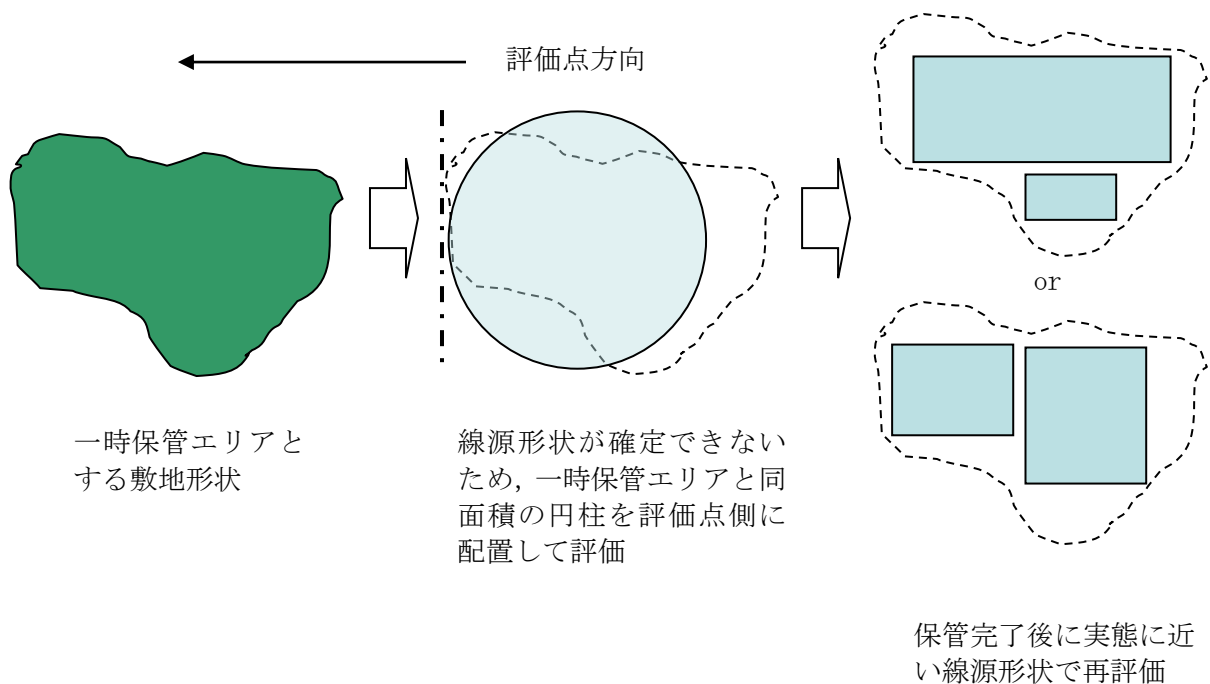 評価点方向
一時保管エリアと
する敷地形状
線源形状が確定できない
ため，一時保管エリアと同
面積の円柱を評価点側に
配置して評価
or
保管完了後に実態に近
い線源形状で再評価